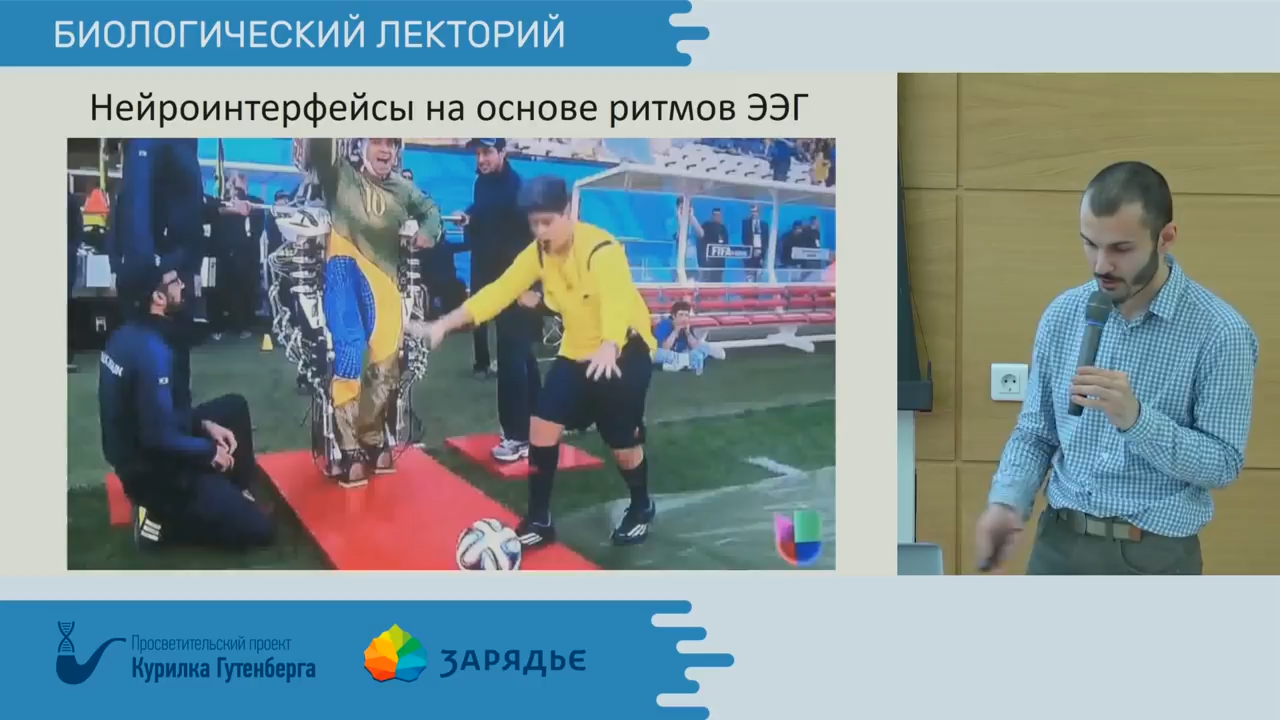 БИОЛОГИЧЕСКИЙ ЛЕКТОРИЙ
Нейроинтерфейсы на основе ритмов ЭЭГ
10
FIFA
Просветительский проект
Курилка Гутенберга
ЗАРЯДЬЕ